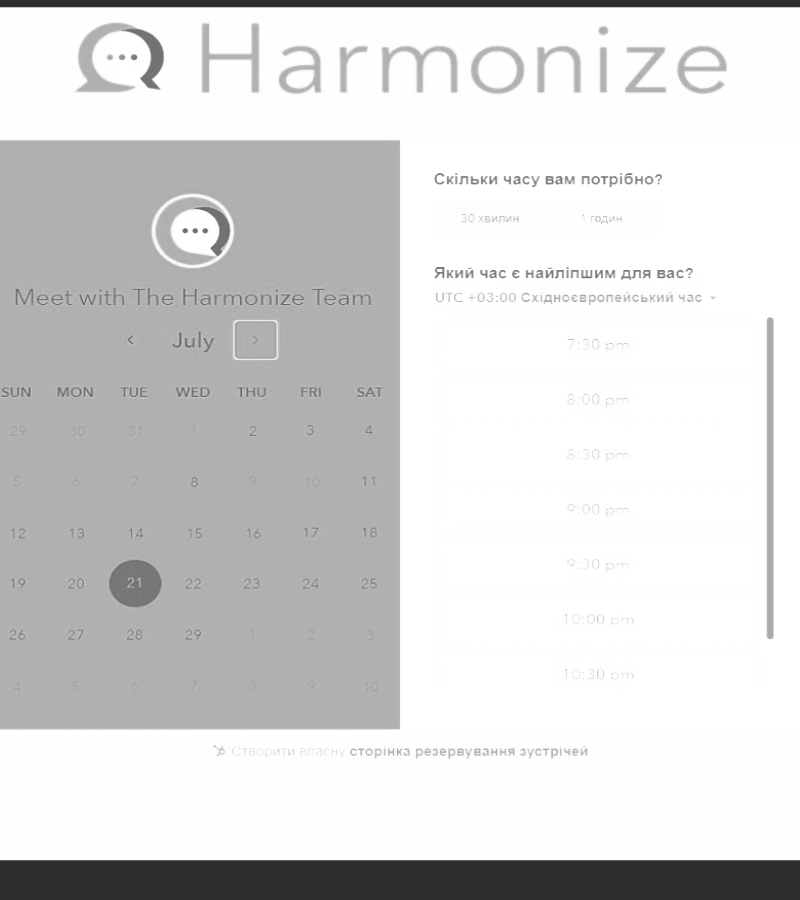 Harmonize
Meet with The Harmonize Team
July
SUN MON TUE WED THU FRI SAT
29 30 31 1 2 3 4
5 6 7 8 9 10 11
12 13 14 15 16 17 18
19 20 21 22 23 24 25
26 27 28 29 1 2 3
4 5 6 7 8 9 10
Скільки часу вам потрібно?
30 хвилин 1 годин
Який час є найліпшим для вас?
UTC +03:00 Східноєвропейський час
7:30 pm
8:00 pm
8:30 pm
9:00 pm
9:30 pm
10:00 pm
10:30 pm
Створити власну сторінка резервування зустрічей